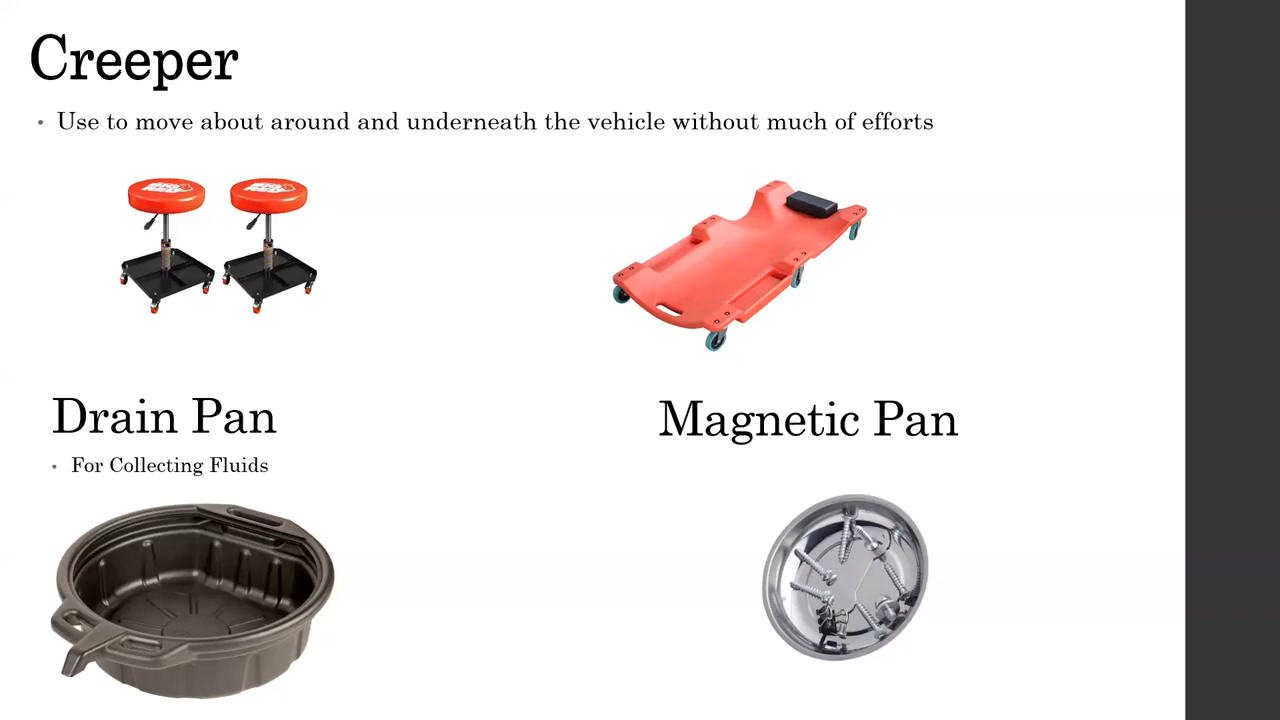 Creeper
• Use to move about around and underneath the vehicle without much of efforts
Drain Pan
• For Collecting Fluids
Magnetic Pan